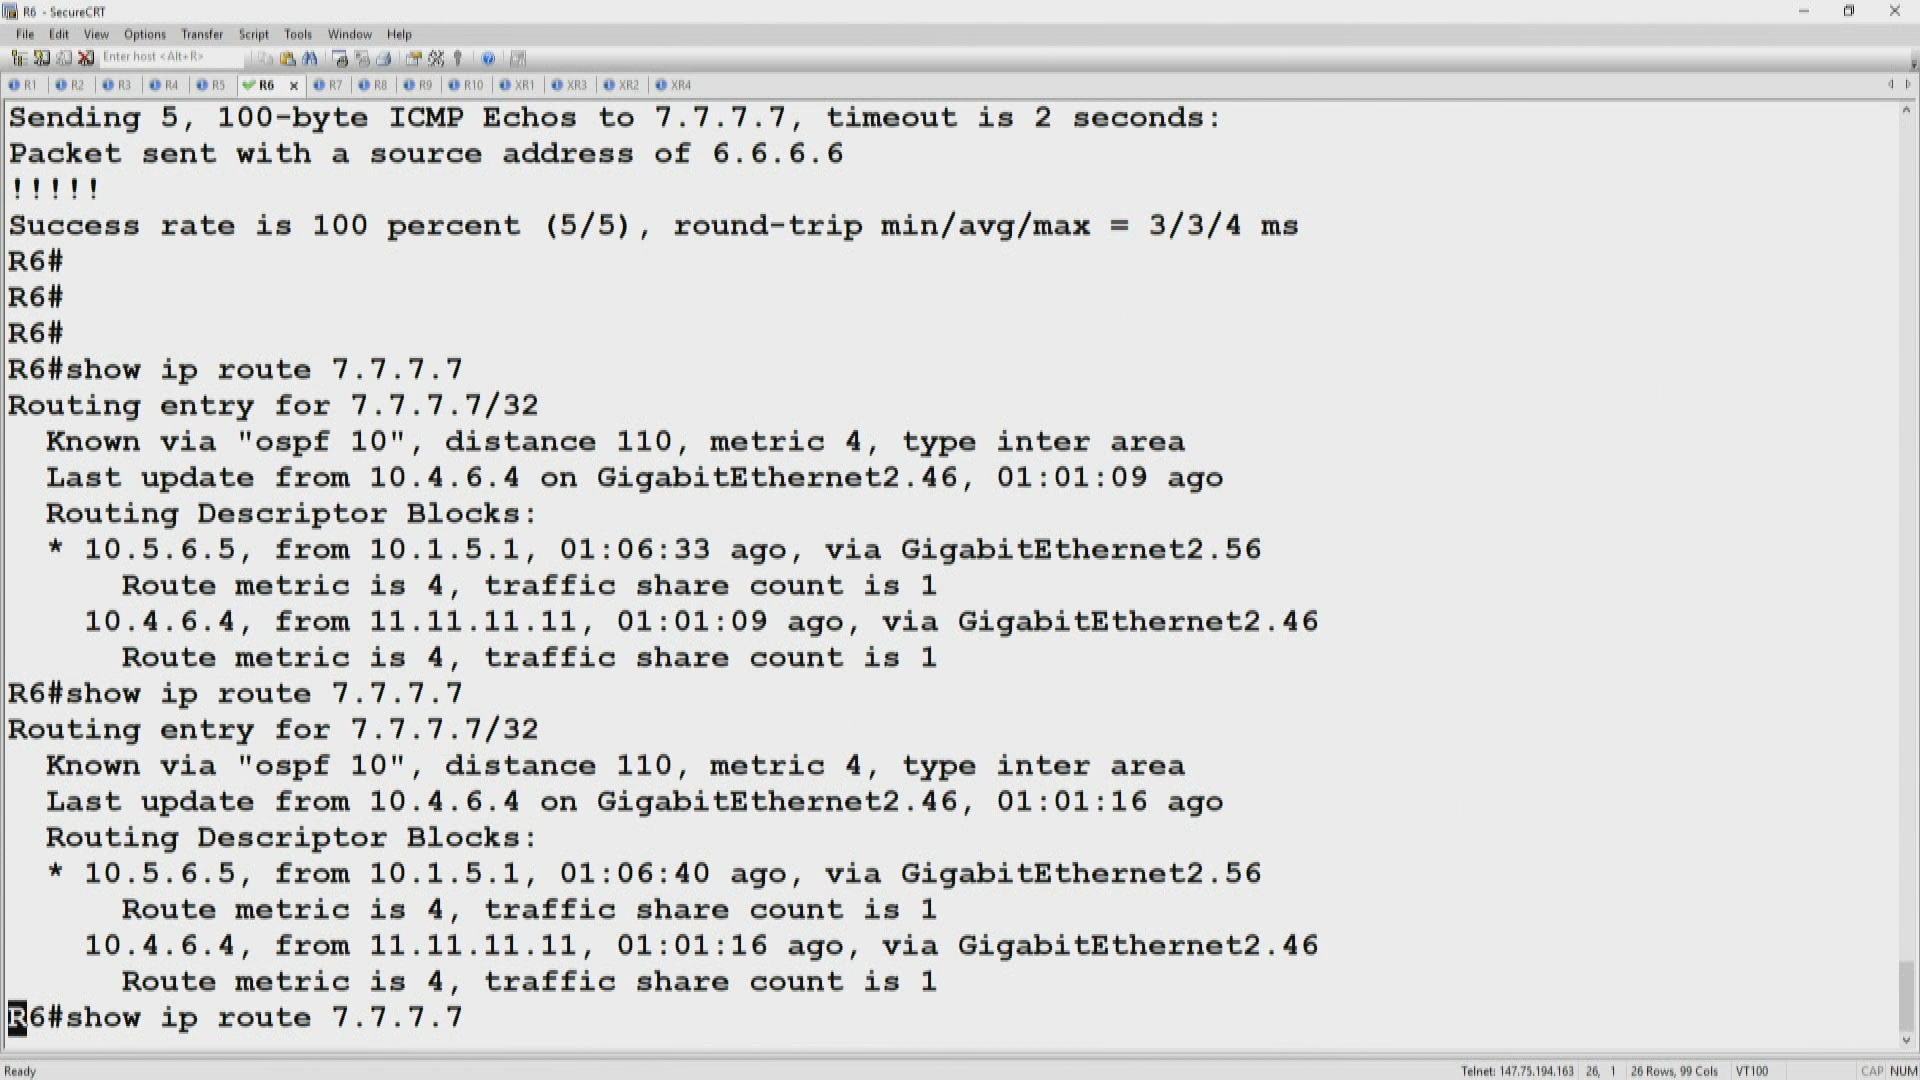 R6 - SecureCRT
File Edit View Options Transfer Script Tools Window Help
Enter host <Alt+R>
R1 R2 R3 R4 R5 R6 R7 R8 R9 R10 XR1 XR3 XR2 XR4
Sending 5, 100-byte ICMP Echos to 7.7.7.7, timeout is 2 seconds:
Packet sent with a source address of 6.6.6.6
!!!!!
Success rate is 100 percent (5/5), round-trip min/avg/max = 3/3/4 ms
R6#
R6#
R6#
R6#show ip route 7.7.7.7
Routing entry for 7.7.7.7/32
  Known via "ospf 10", distance 110, metric 4, type inter area
  Last update from 10.4.6.4 on GigabitEthernet2.46, 01:01:09 ago
  Routing Descriptor Blocks:
  * 10.5.6.5, from 10.1.5.1, 01:06:33 ago, via GigabitEthernet2.56
      Route metric is 4, traffic share count is 1
    10.4.6.4, from 11.11.11.11, 01:01:09 ago, via GigabitEthernet2.46
      Route metric is 4, traffic share count is 1
R6#show ip route 7.7.7.7
Routing entry for 7.7.7.7/32
  Known via "ospf 10", distance 110, metric 4, type inter area
  Last update from 10.4.6.4 on GigabitEthernet2.46, 01:01:16 ago
  Routing Descriptor Blocks:
  * 10.5.6.5, from 10.1.5.1, 01:06:40 ago, via GigabitEthernet2.56
      Route metric is 4, traffic share count is 1
    10.4.6.4, from 11.11.11.11, 01:01:16 ago, via GigabitEthernet2.46
      Route metric is 4, traffic share count is 1
R6#show ip route 7.7.7.7
Ready Telnet: 147.75.194.163 26, 1 26 Rows, 99 Cols VT100 CAP NUM